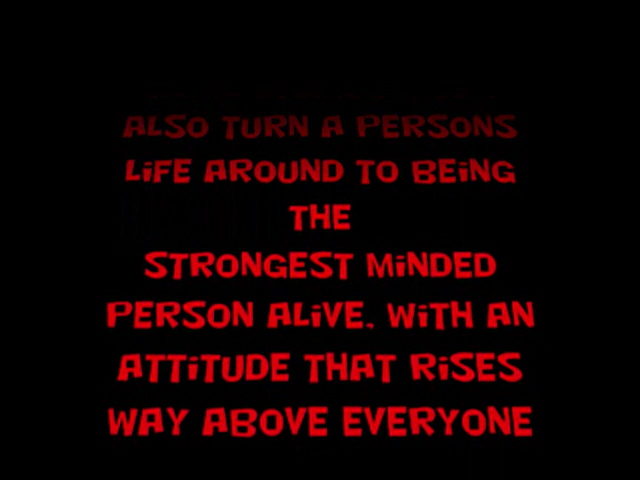 ALSO TURN A PERSONS
LiFE AROUND TO BEiNG
THE
STRONGEST MiNDED
PERSON ALiVE. WiTH AN
ATTiTUDE THAT RiSES
WAY ABOVE EVERYONE